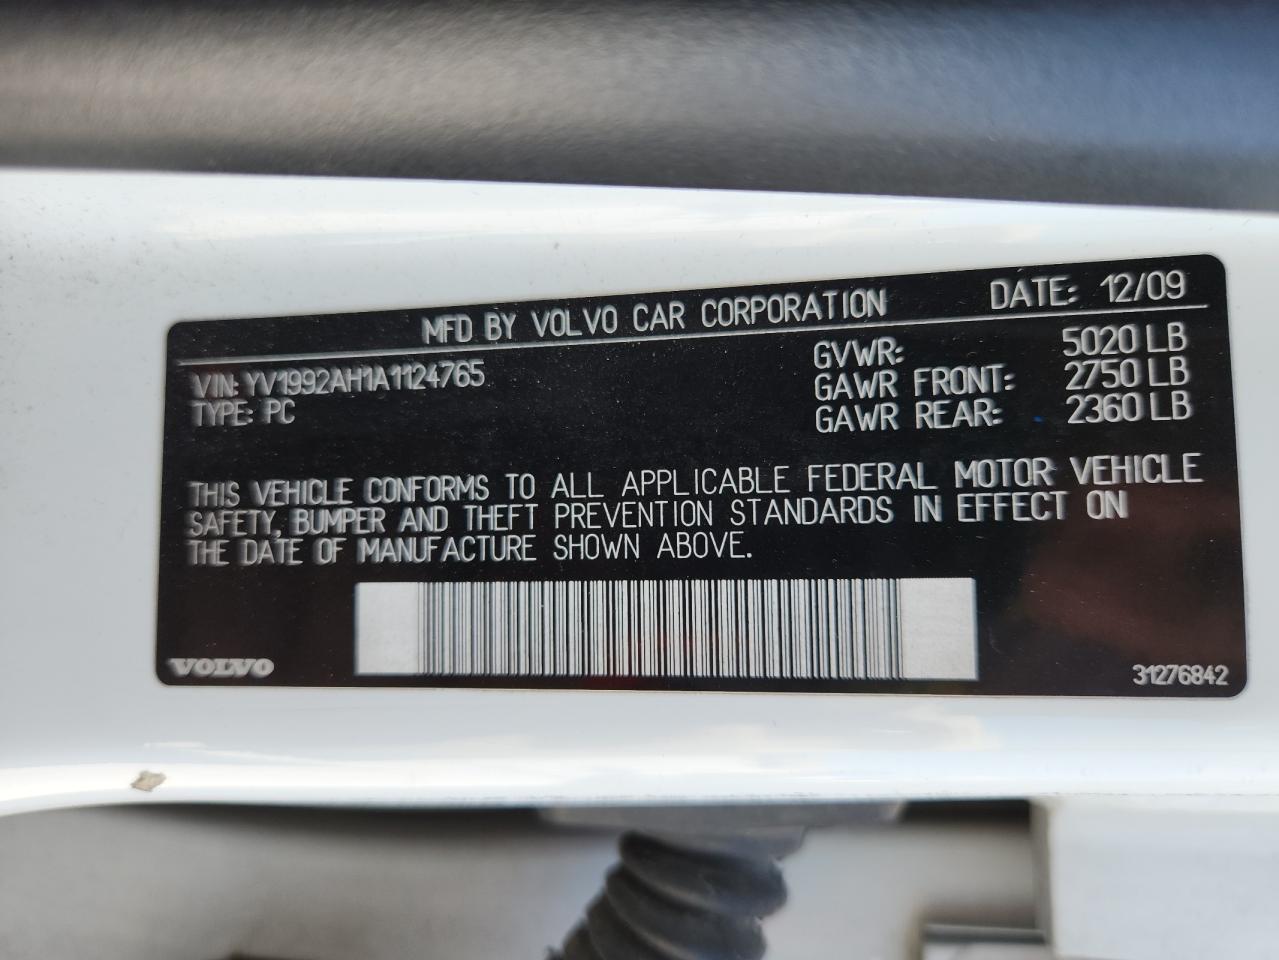 MFD BY VOLVO CAR CORPORATION DATE: 12/09
VIN: YV1992AH1A1124765 GVWR: 5020 LB
TYPE: PC GAWR FRONT: 2750 LB
GAWR REAR: 2360 LB
THIS VEHICLE CONFORMS TO ALL APPLICABLE FEDERAL MOTOR VEHICLE
SAFETY, BUMPER AND THEFT PREVENTION STANDARDS IN EFFECT ON
THE DATE OF MANUFACTURE SHOWN ABOVE.
VOLVO 31276842